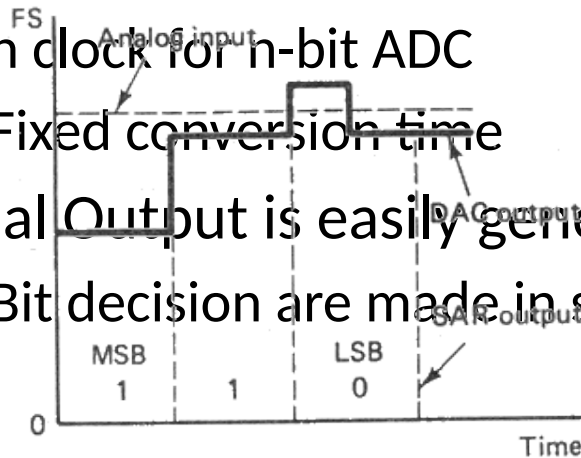 FS
n clock for n-bit ADC
Analog input
Fixed conversion time
al Output is easily gene
DAC output
Bit decision are made in s
SAR output
MSB LSB
1 1 0
0
Time